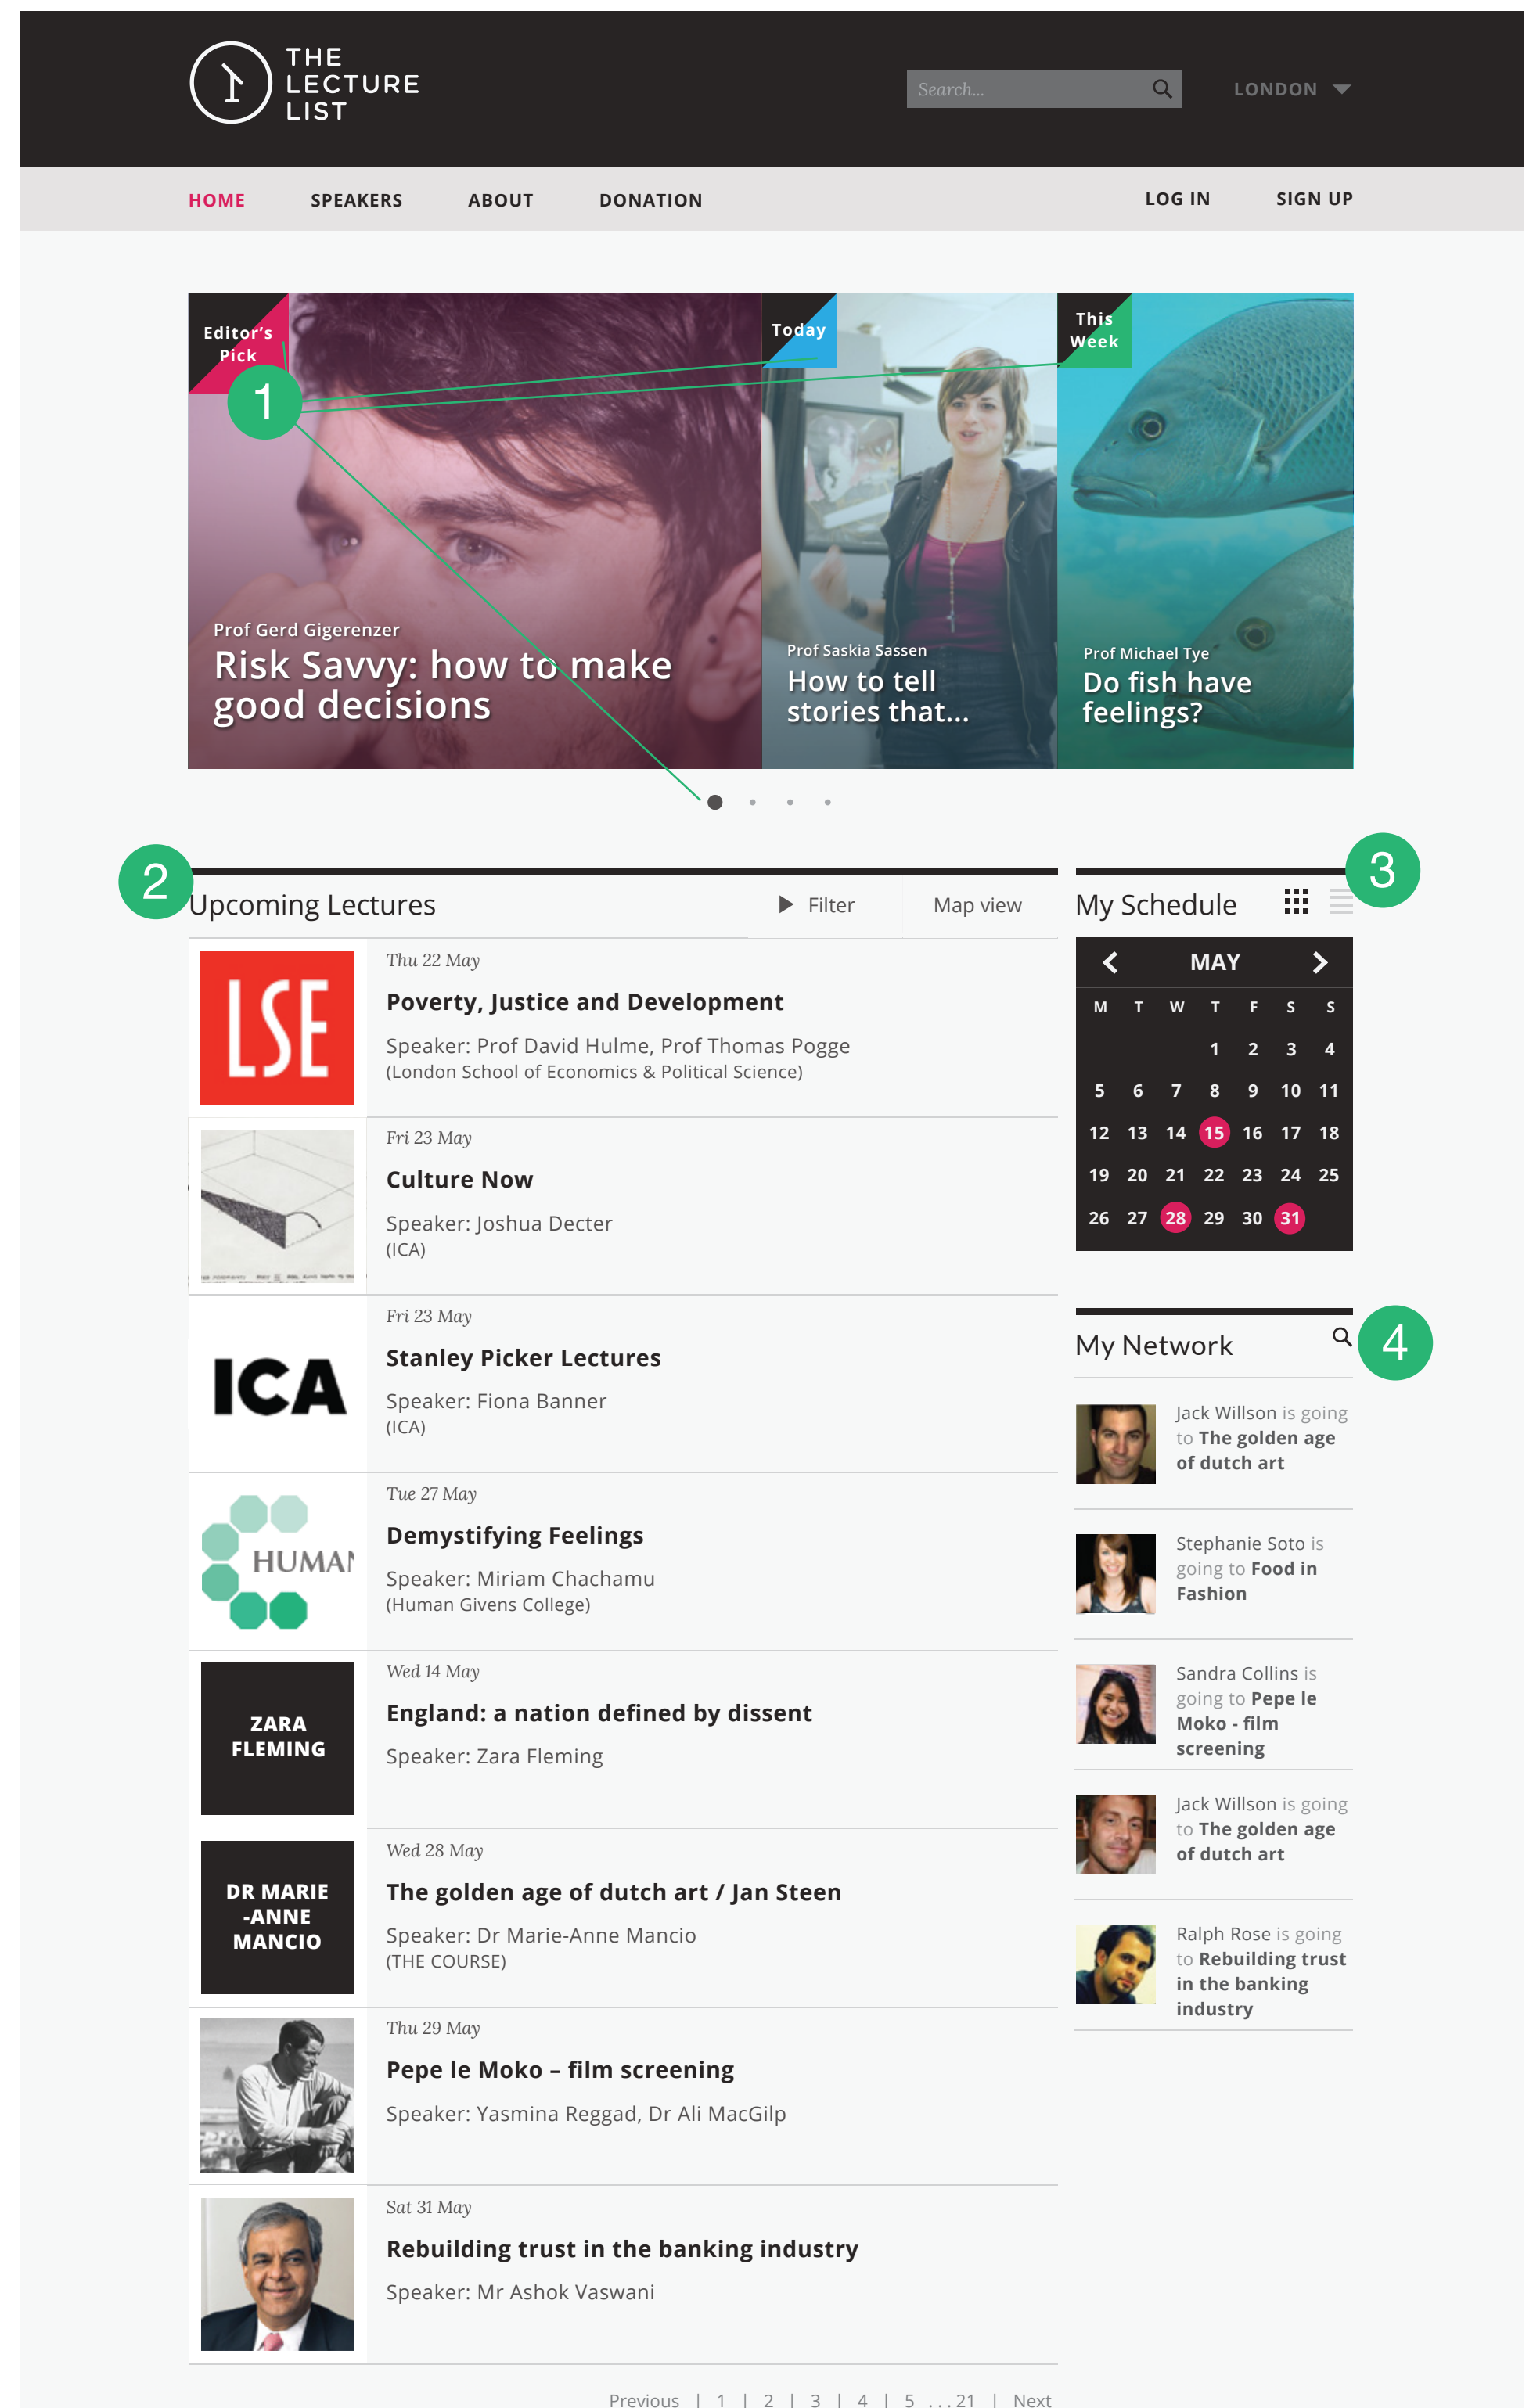 THE
LECTURE
LIST
Search...
LONDON
HOME
SPEAKERS
ABOUT
DONATION
LOG IN
SIGN UP
Editor's
Pick
1
Prof Gerd Gigerenzer
Risk Savvy: how to make
good decisions
Today
Prof Saskia Sassen
How to tell
stories that...
This
Week
Prof Michael Tye
Do fish have
feelings?
2
Upcoming Lectures
Filter
Map view
LSE
Thu 22 May
Poverty, Justice and Development
Speaker: Prof David Hulme, Prof Thomas Pogge
(London School of Economics & Political Science)
Fri 23 May
Culture Now
Speaker: Joshua Decter
(ICA)
ICA
Fri 23 May
Stanley Picker Lectures
Speaker: Fiona Banner
(ICA)
HUMAN
Tue 27 May
Demystifying Feelings
Speaker: Miriam Chachamu
(Human Givens College)
ZARA
FLEMING
Wed 14 May
England: a nation defined by dissent
Speaker: Zara Fleming
DR MARIE
-ANNE
MANCIO
Wed 28 May
The golden age of dutch art / Jan Steen
Speaker: Dr Marie-Anne Mancio
(THE COURSE)
Thu 29 May
Pepe le Moko – film screening
Speaker: Yasmina Reggad, Dr Ali MacGilp
Sat 31 May
Rebuilding trust in the banking industry
Speaker: Mr Ashok Vaswani
Previous | 1 | 2 | 3 | 4 | 5 ...21 | Next
3
My Schedule
MAY
M T W T F S S
1 2 3 4
5 6 7 8 9 10 11
12 13 14 15 16 17 18
19 20 21 22 23 24 25
26 27 28 29 30 31
4
My Network
Jack Willson is going
to The golden age
of dutch art
Stephanie Soto is
going to Food in
Fashion
Sandra Collins is
going to Pepe le
Moko - film
screening
Jack Willson is going
to The golden age
of dutch art
Ralph Rose is going
to Rebuilding trust
in the banking
industry